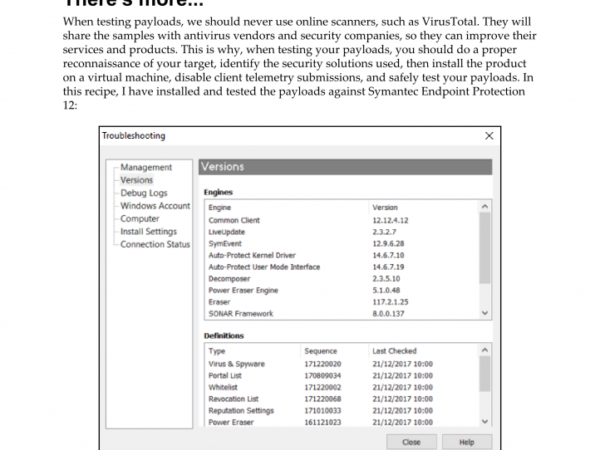 There's more...
When testing payloads, we should never use online scanners, such as VirusTotal. They will
share the samples with antivirus vendors and security companies, so they can improve their
services and products. This is why, when testing your payloads, you should do a proper
reconnaissance of your target, identify the security solutions used, then install the product
on a virtual machine, disable client telemetry submissions, and safely test your payloads. In
this recipe, I have installed and tested the payloads against Symantec Endpoint Protection
12:
Troubleshooting
Management
Versions
Debug Logs
Windows Account
Computer
Install Settings
Connection Status
Versions
Engines
Engine Version
Common Client 12.12.4.12
LiveUpdate 2.3.2.7
SymEvent 12.9.6.28
Auto-Protect Kernel Driver 14.6.7.10
Auto-Protect User Mode Interface 14.6.7.19
Decomposer 2.3.5.10
Power Eraser Engine 5.1.0.48
Eraser 117.2.1.25
SONAR Framework 8.0.0.137
Definitions
Type Sequence Last Checked
Virus & Spyware 171220020 21/12/2017 10:00
Portal List 170809034 21/12/2017 10:00
Whitelist 171220002 21/12/2017 10:00
Revocation List 171220068 21/12/2017 10:00
Reputation Settings 171010033 21/12/2017 10:00
Power Eraser 161121023 21/12/2017 10:00
Close Help